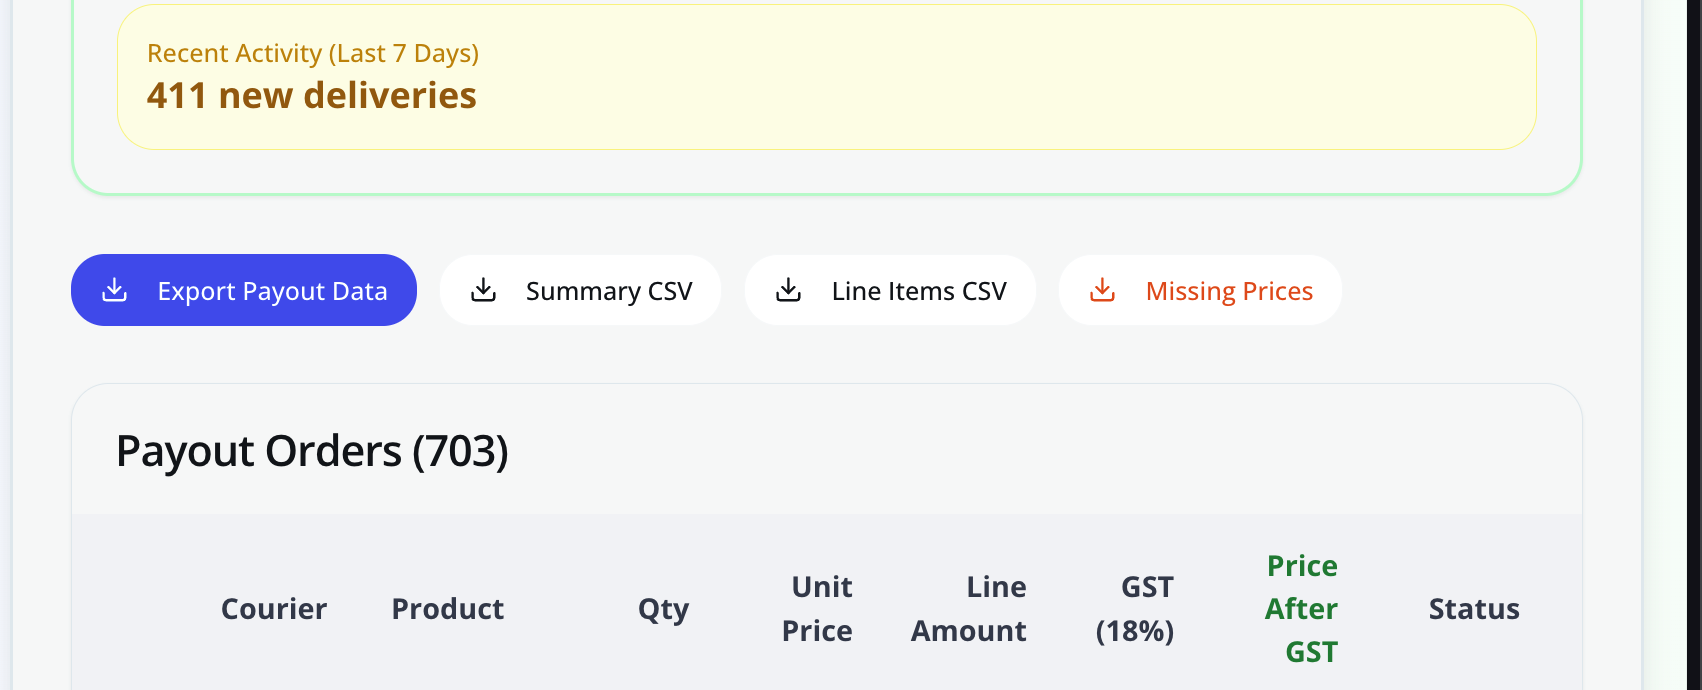 Recent Activity (Last 7 Days)
411 new deliveries
Export Payout Data
Summary CSV
Line Items CSV
Missing Prices
Payout Orders (703)
Courier
Product
Qty
Unit
Price
Line
Amount
GST
(18%)
Price
After
GST
Status